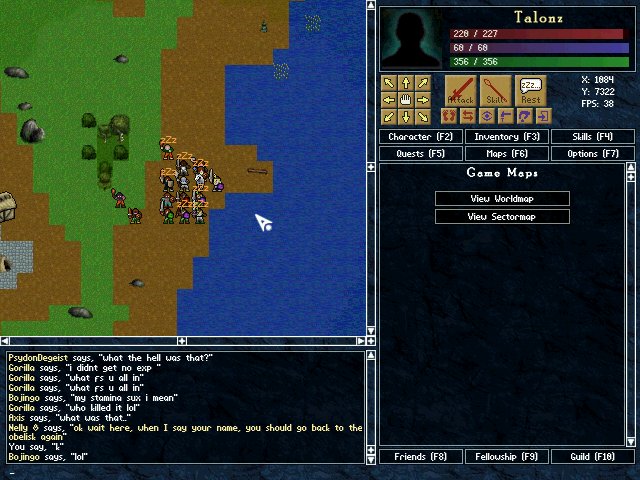 Talonz
220 / 227
60 / 60
356 / 356
zZz...
Attack
Skills
Rest
X: 1084
Y: 7322
FPS: 38
Character (F2)
Inventory (F3)
Skills (F4)
Quests (F5)
Maps (F6)
Options (F7)
Game Maps
View Worldmap
View Sectormap
PsydonDegeist says, "what the hell was that?"
Gorilla says, "i didnt get no exp "
Gorilla says, "what rs u all in"
Gorilla says, "what rs u all in"
Bojingo says, "my stamina sux i mean"
Gorilla says, "who killed it lol"
Axis says, "what was that.."
Nelly says, "ok wait here, when I say your name, you should go back to the
obelisk again"
You say, "k"
Bojingo says, "lol"
Friends (F8)
Fellowship (F9)
Guild (F10)